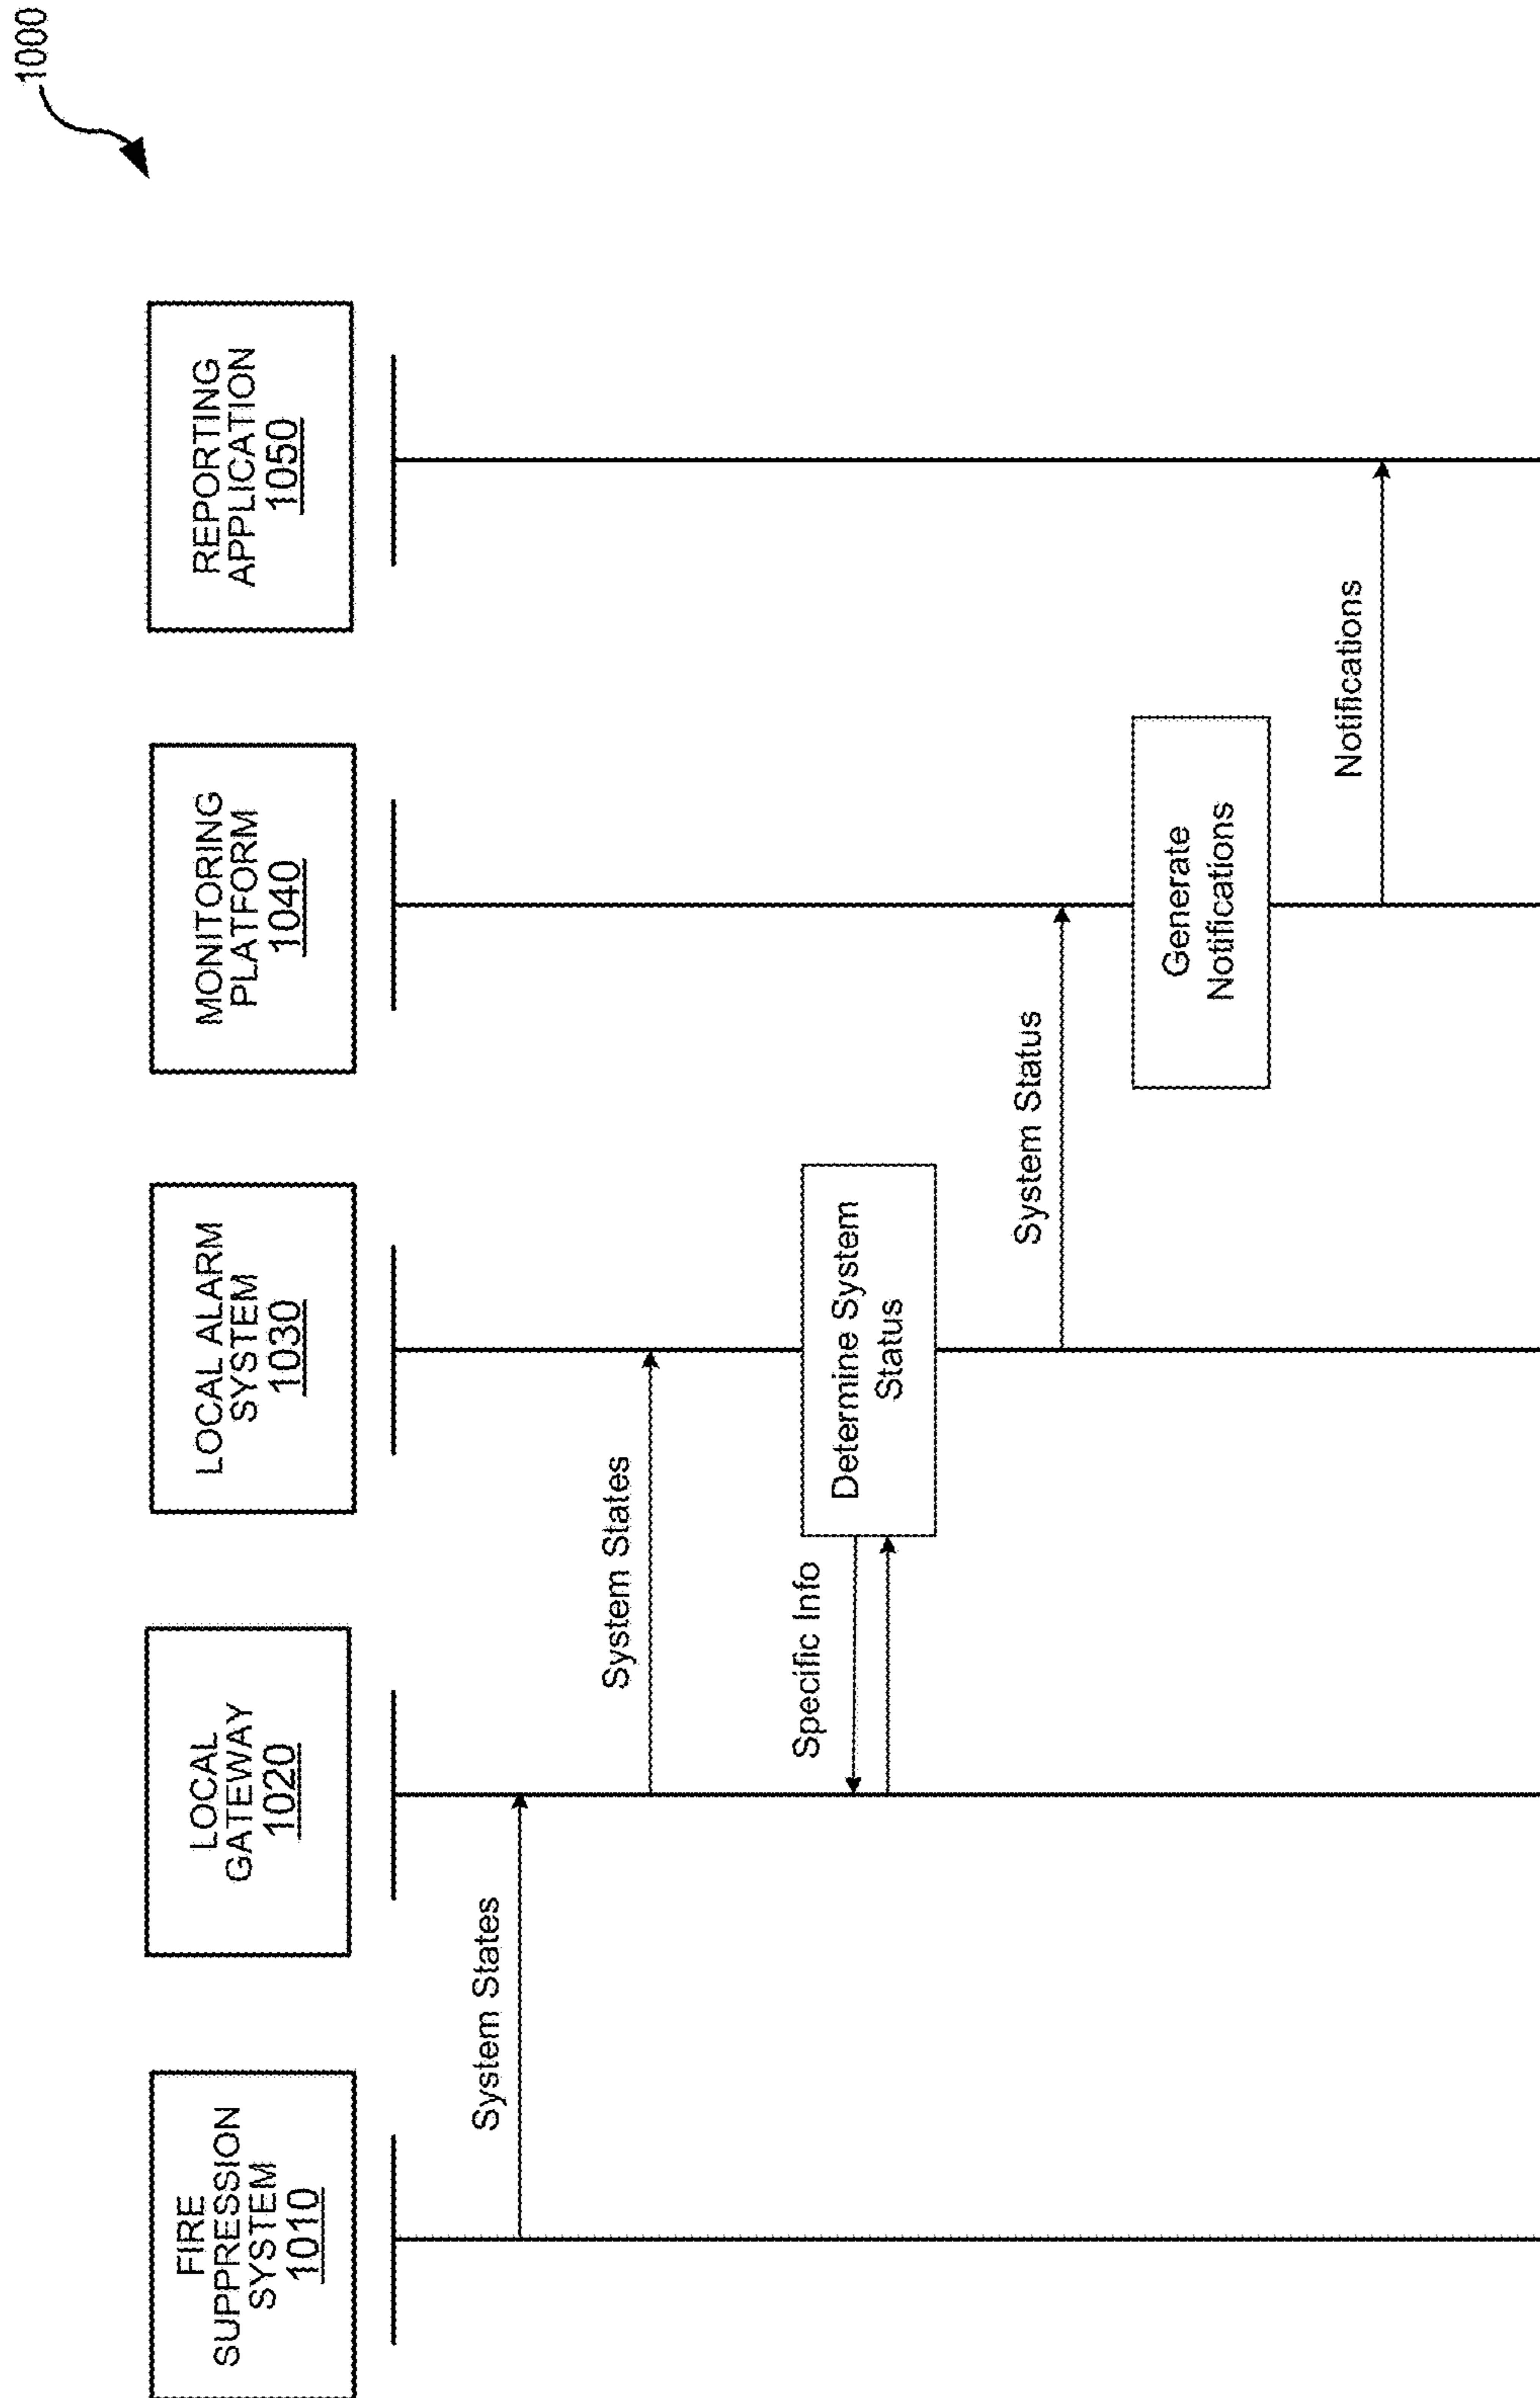 1000
FIRE
SUPPRESSION
SYSTEM
1010
LOCAL
GATEWAY
1020
LOCAL ALARM
SYSTEM
1030
MONITORING
PLATFORM
1040
REPORTING
APPLICATION
1050
System States
System States
Specific Info
Determine System
Status
System Status
Generate
Notifications
Notifications